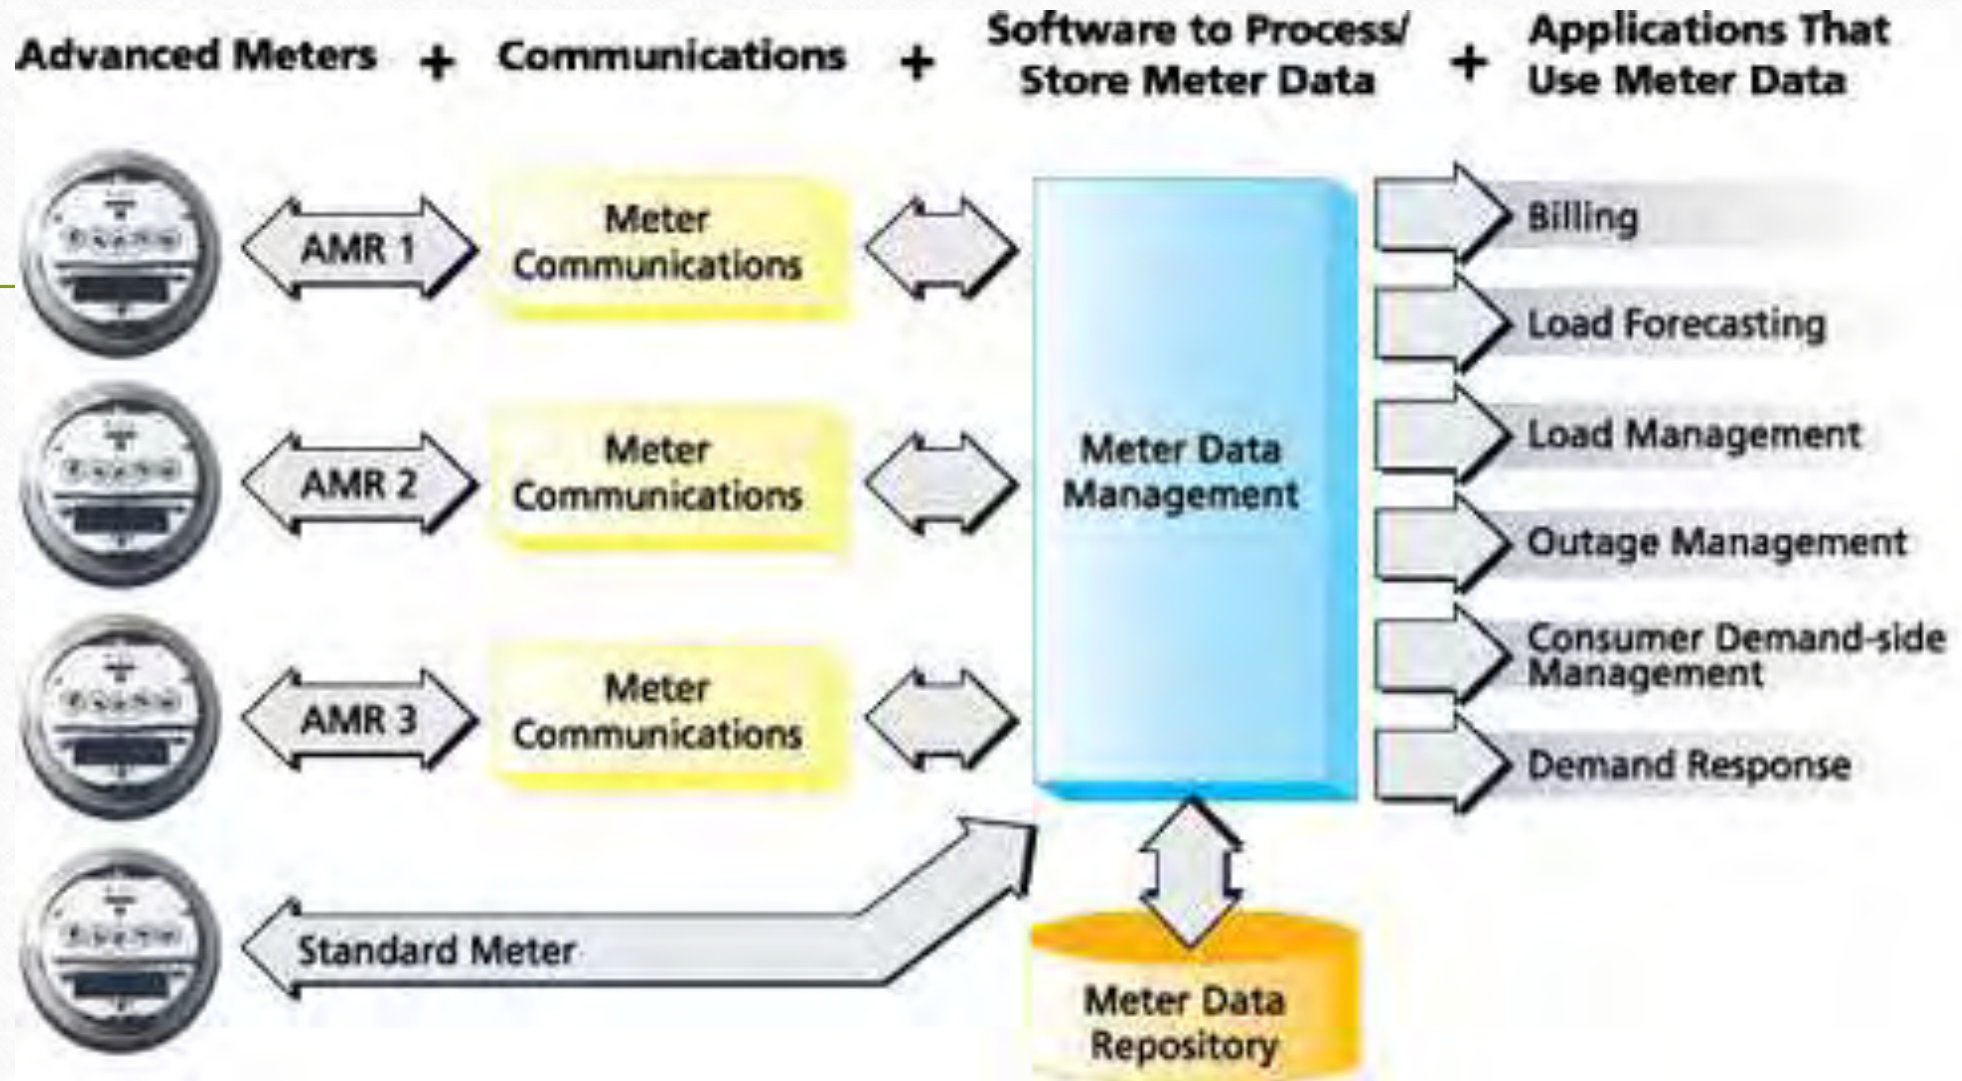 Advanced Meters + Communications + Software to Process/
Store Meter Data + Applications That
Use Meter Data
AMR 1
Meter
Communications
AMR 2
Meter
Communications
AMR 3
Meter
Communications
Standard Meter
Meter Data
Management
Meter Data
Repository
Billing
Load Forecasting
Load Management
Outage Management
Consumer Demand-side
Management
Demand Response